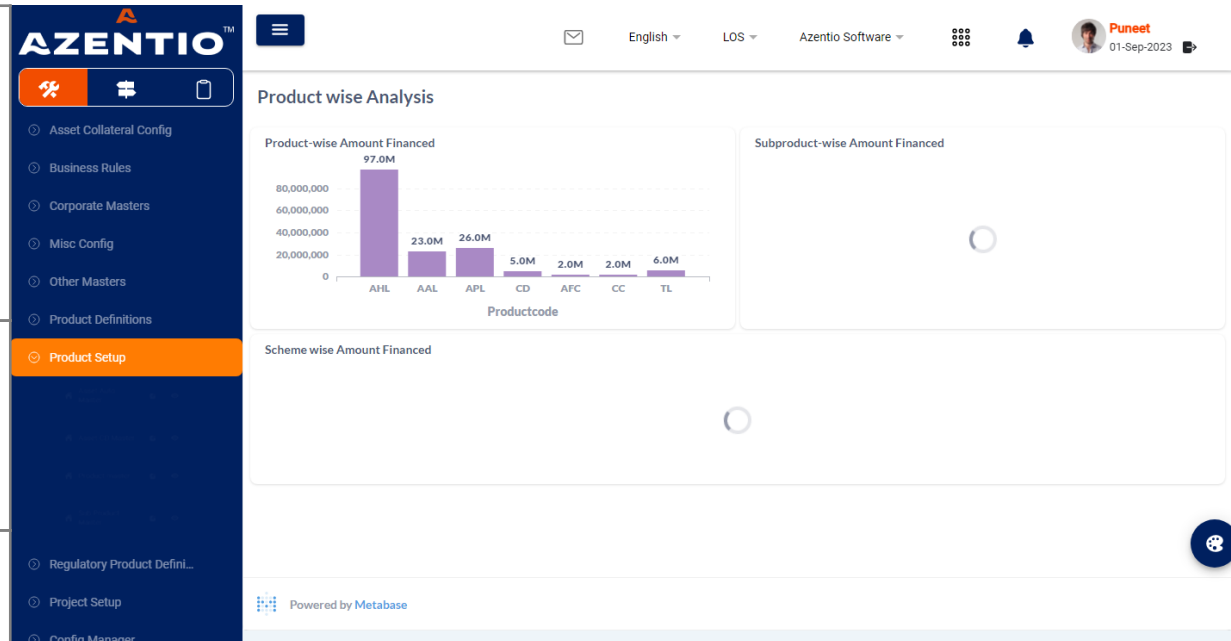 AZENTIO™
English
LOS
Azentio Software
Puneet
01-Sep-2023
Asset Collateral Config
Business Rules
Corporate Masters
Misc Config
Other Masters
Product Definitions
Product Setup
Regulatory Product Defini...
Project Setup
Config Manager
Product wise Analysis
Product-wise Amount Financed
97.0M
80,000,000
60,000,000
40,000,000
23.0M
26.0M
20,000,000
5.0M
2.0M
2.0M
6.0M
0
AHL AAL APL CD AFC CC TL
Productcode
Subproduct-wise Amount Financed
Scheme wise Amount Financed
Powered by Metabase